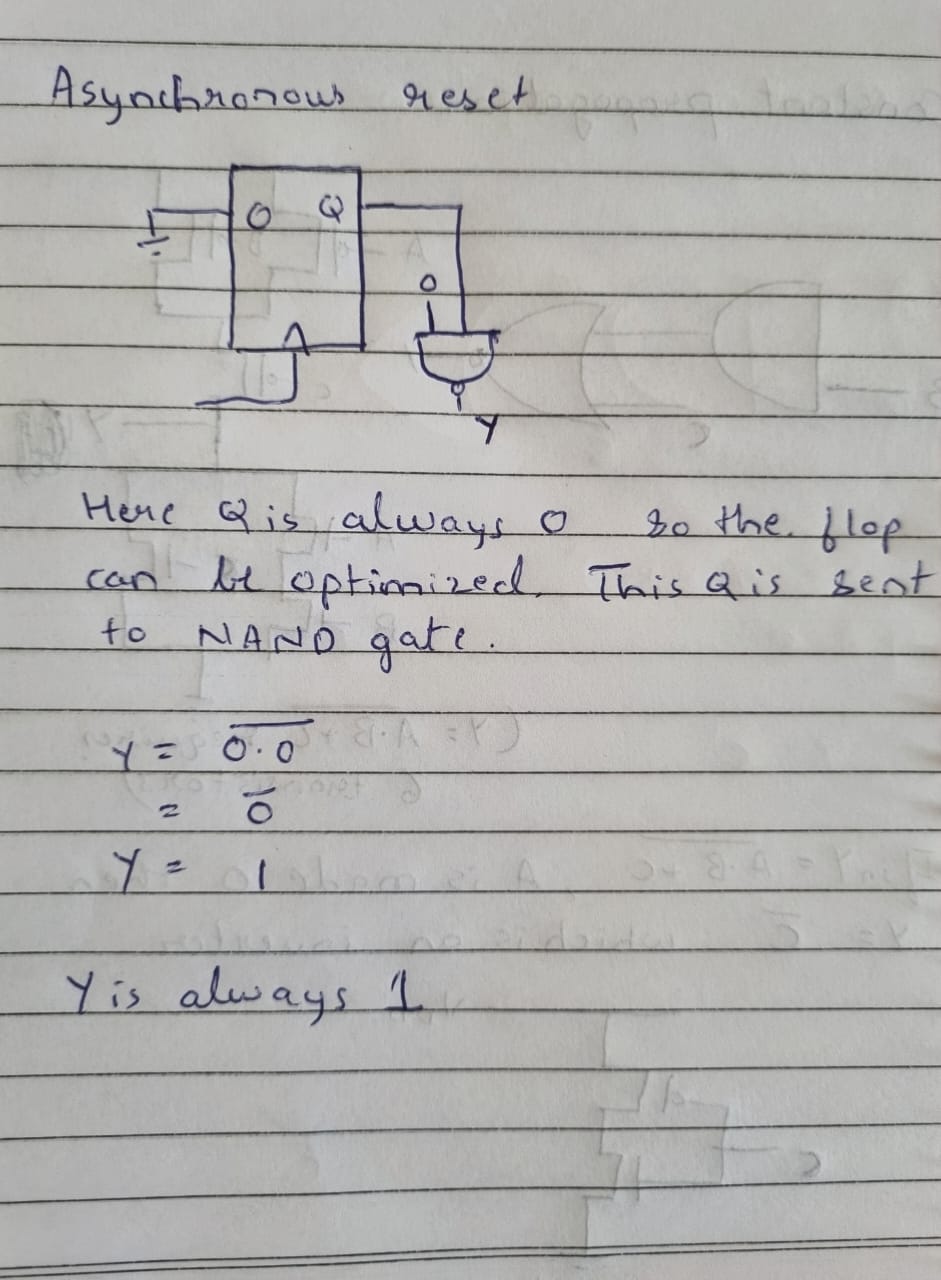 Asynchronous reset
D Q
0
Y
Here Q is always 0 so the flop
can be optimized. This Q is sent
to NAND gate.
Y = \overline{0.0}
= \overline{0}
Y = 1
Y is always 1